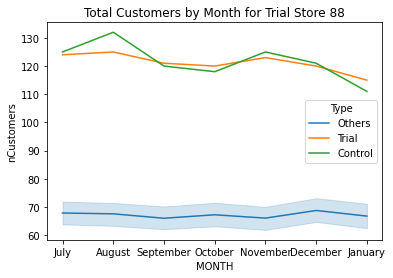 Total Customers by Month for Trial Store 88
nCustomers
130
120
110
100
90
80
70
60
Type
Others
Trial
Control
July
August
September
October
November
December
January
MONTH